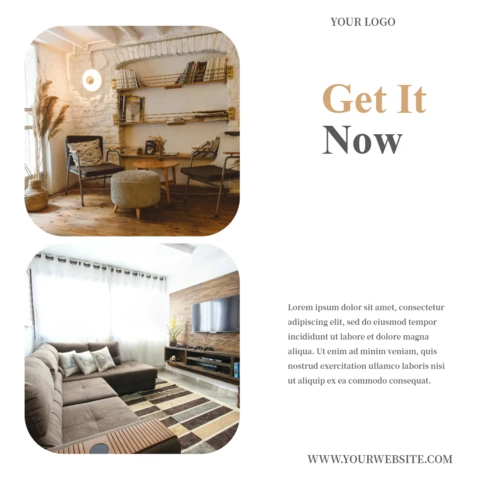 YOUR LOGO
Get It
Now
Lorem ipsum dolor sit amet, consectetur
adipiscing elit, sed do eiusmod tempor
incididunt ut labore et dolore magna
aliqua. Ut enim ad minim veniam, quis
nostrud exercitation ullamco laboris nisi
ut aliquip ex ea commodo consequat.
WWW.YOURWEBSITE.COM